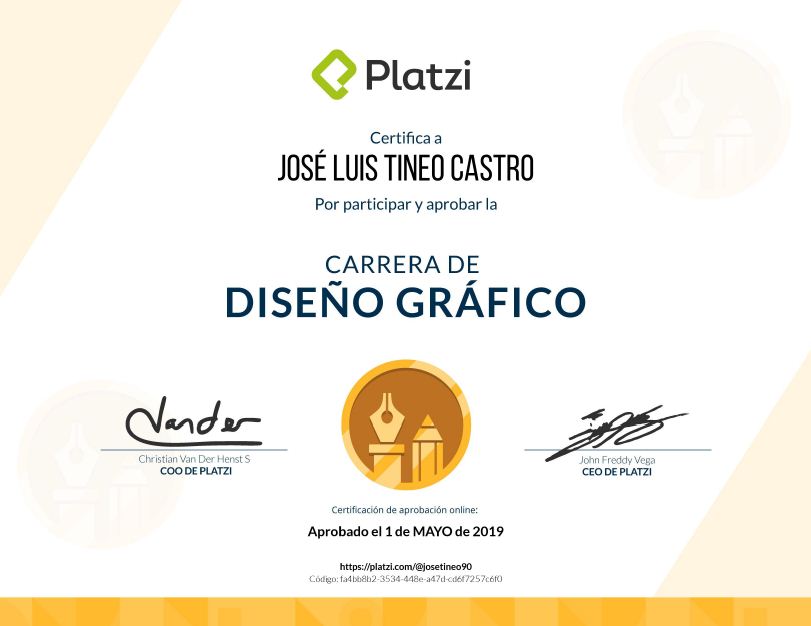 Platzi
Certifica a
JOSÉ LUIS TINEO CASTRO
Por participar y aprobar la
CARRERA DE
DISEÑO GRÁFICO
Vander
Christian Van Der Henst S
COO DE PLATZI
John Freddy Vega
CEO DE PLATZI
Certificación de aprobación online:
Aprobado el 1 de MAYO de 2019
https://platzi.com/@josetineo90
Código: fa4bb8b2-3534-448e-a47d-cd6f7257c6f0